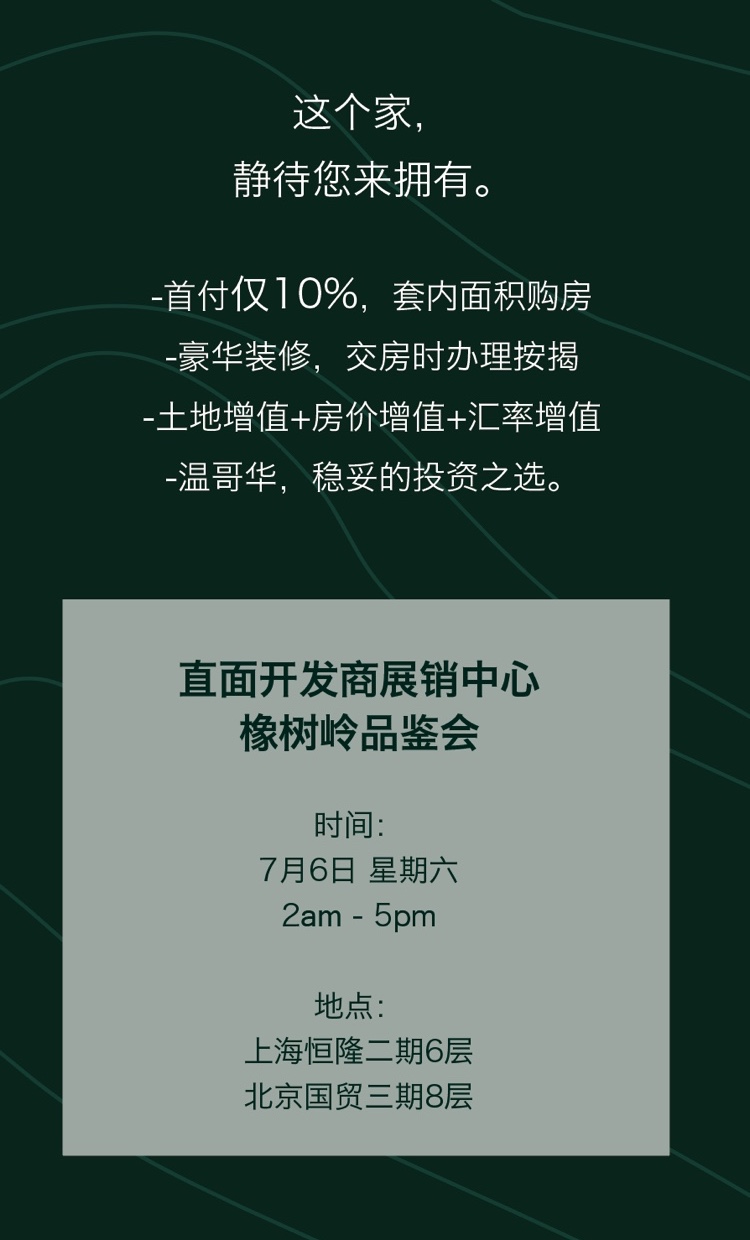 这个家，
静待您来拥有。
-首付仅10%，套内面积购房
-豪华装修，交房时办理按揭
-土地增值+房价增值+汇率增值
-温哥华，稳妥的投资之选。
直面开发商展销中心
橡树岭品鉴会
时间：
7月6日 星期六
2am - 5pm
地点：
上海恒隆二期6层
北京国贸三期8层